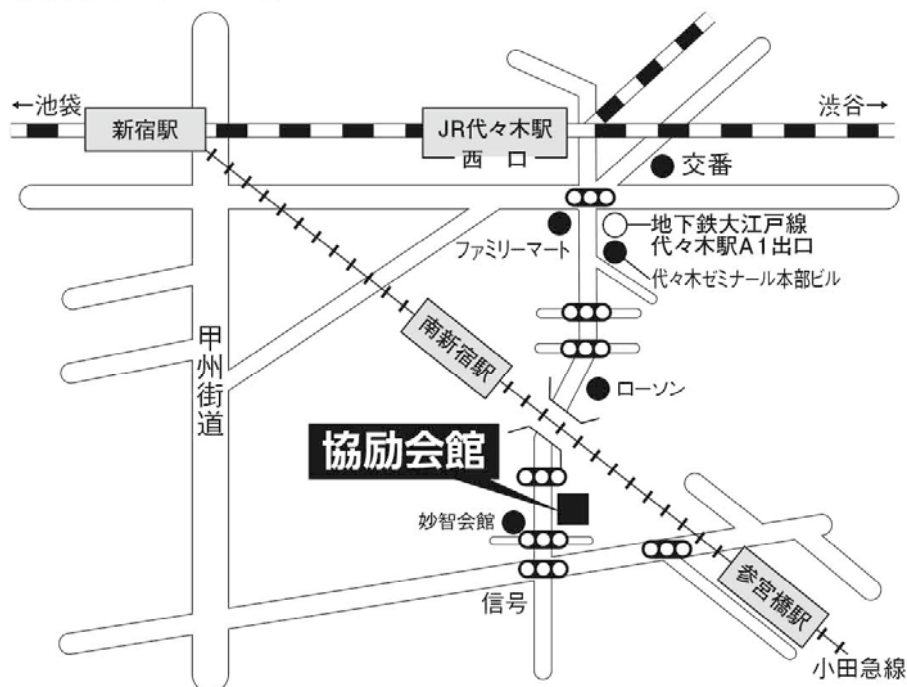 ←池袋
新宿駅
JR代々木駅
西 口
渋谷→
交番
ファミリーマート
地下鉄大江戸線
代々木駅A1出口
代々木ゼミナール本部ビル
甲州街道
南新宿駅
ローソン
協励会館
妙智会館
信号
参宮橋駅
小田急線